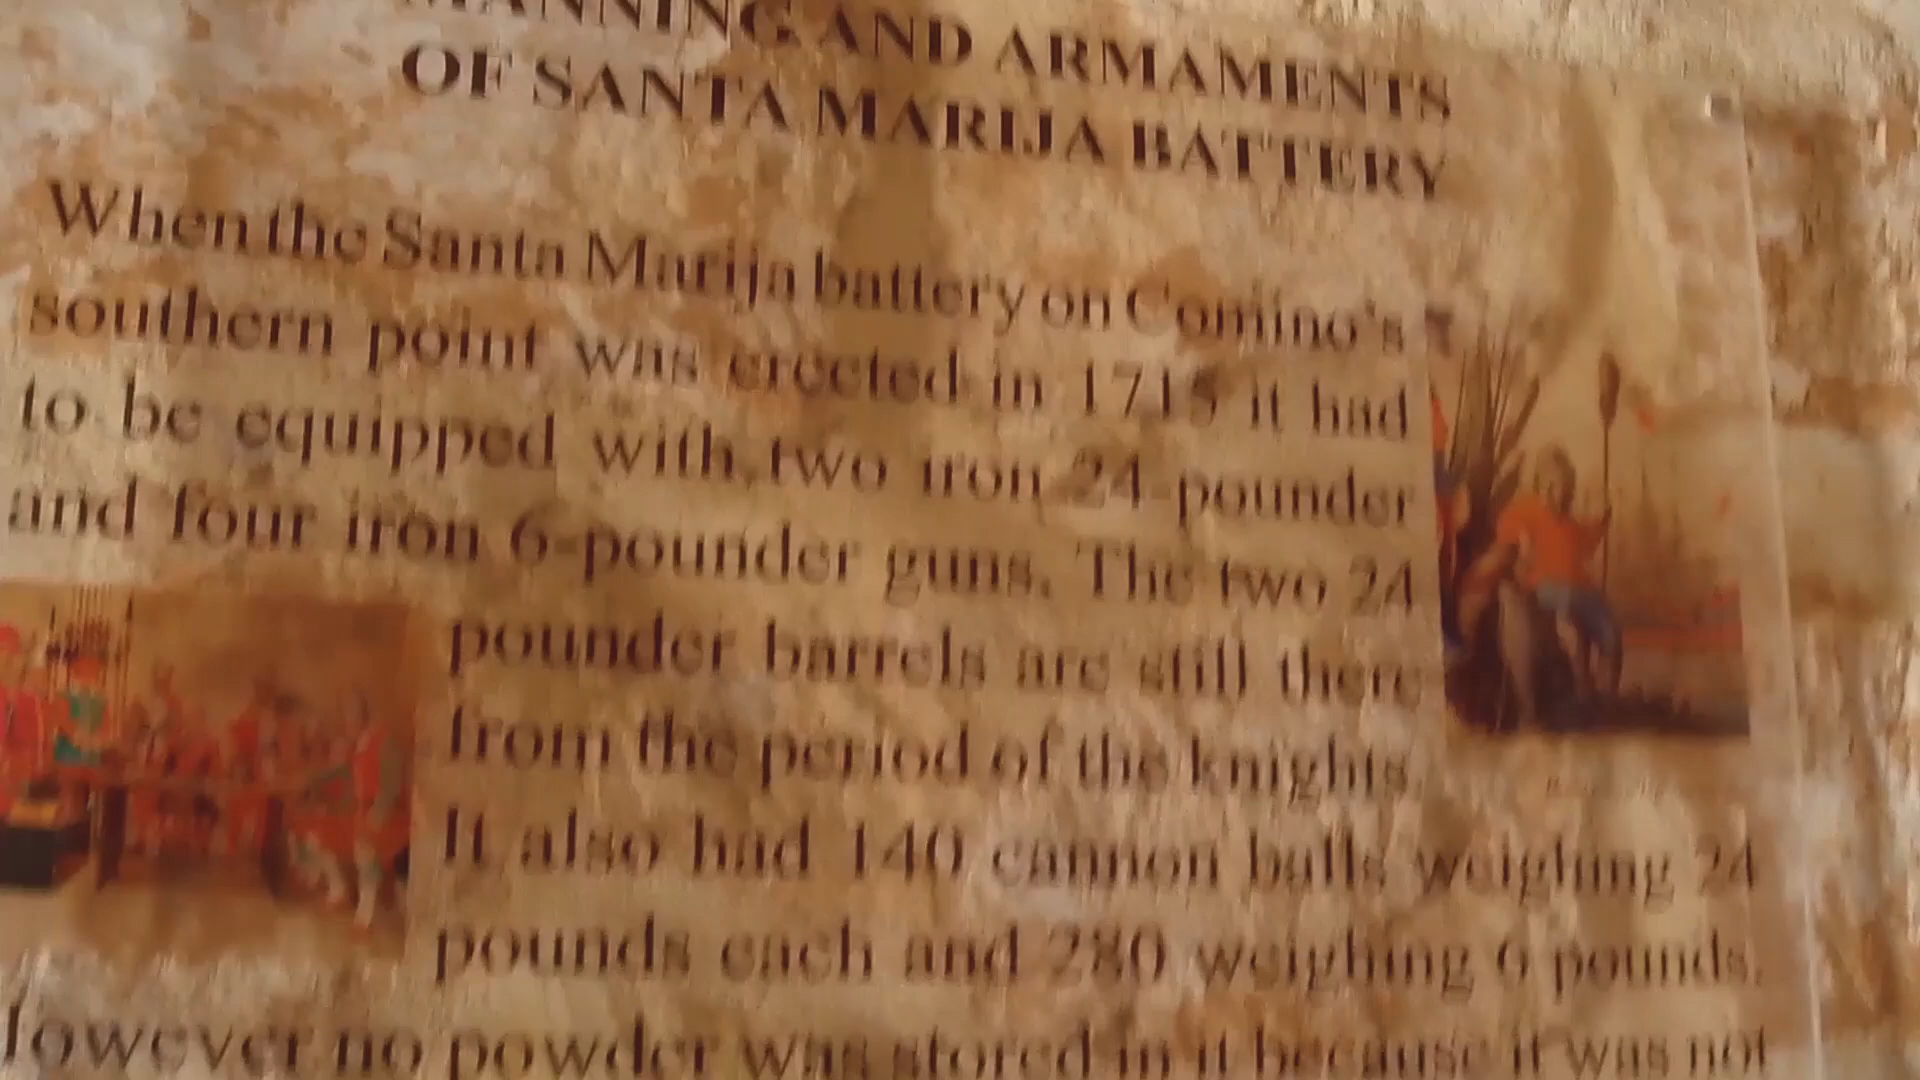 MANNING AND ARMAMENTS
OF SANTA MARIJA BATTERY
When the Santa Marija battery on Comino's
southern point was erected in 1715 it had
to be equipped with two iron 24 pounder
and four iron 6-pounder guns. The two 24
pounder barrels are still there
from the period of the knights.
It also had 140 cannon balls weighing 24
pounds each and 280 weighing 6 pounds.
However no powder was stored in it because it was not